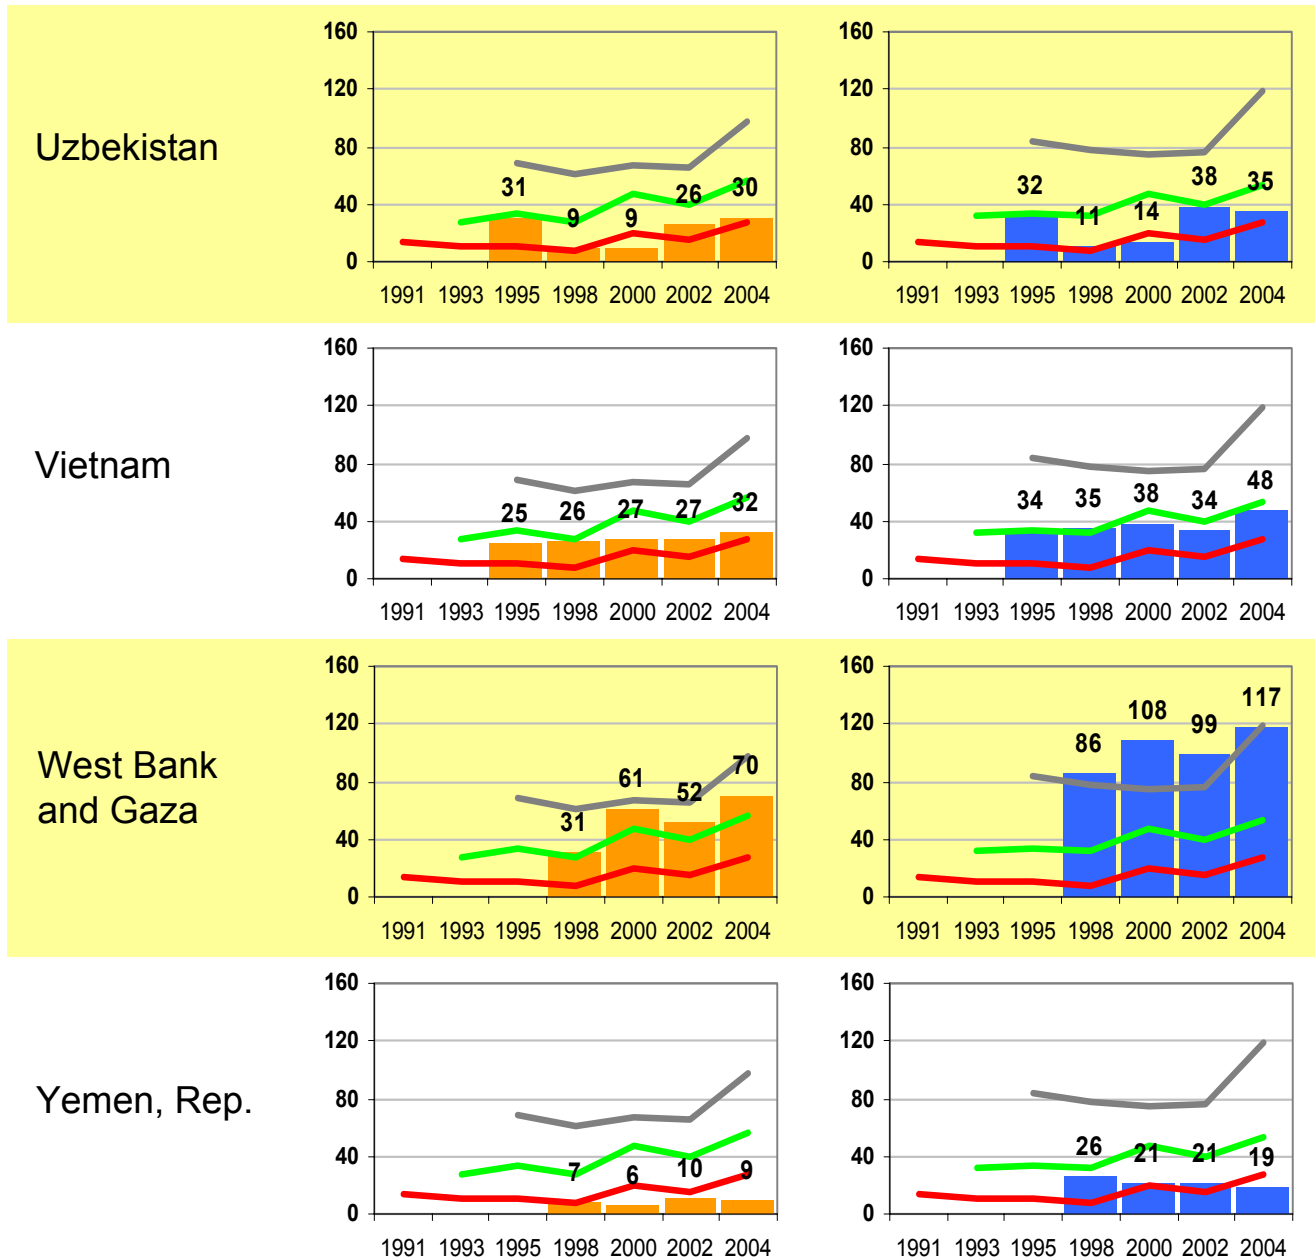 160 160
120 120
Uzbekistan 80 80
31 26 30 32 38 35
40 9 9 40 11 14
0 0
1991 1993 1995 1998 2000 2002 2004 1991 1993 1995 1998 2000 2002 2004
160 160
120 120
Vietnam 80 80
25 26 27 27 32 34 35 38 34 48
40 40
0 0
1991 1993 1995 1998 2000 2002 2004 1991 1993 1995 1998 2000 2002 2004
160 160
120 86 108 99 117 120
West Bank
and Gaza
80 31 61 52 70 80
40 40
0 0
1991 1993 1995 1998 2000 2002 2004 1991 1993 1995 1998 2000 2002 2004
160 160
120 120
Yemen, Rep. 80 80
40 7 6 10 9 40 26 21 21 19
0 0
1991 1993 1995 1998 2000 2002 2004 1991 1993 1995 1998 2000 2002 2004